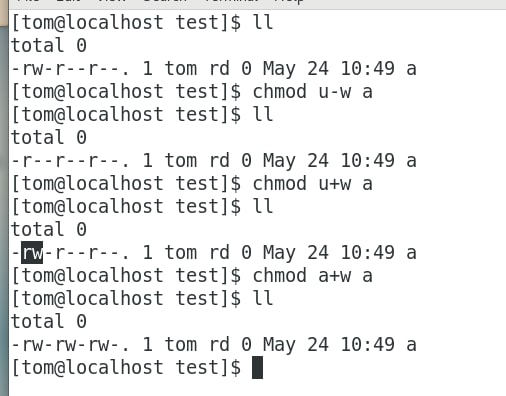 [tom@localhost test]$ ll
total 0
-rw-r--r--. 1 tom rd 0 May 24 10:49 a
[tom@localhost test]$ chmod u-w a
[tom@localhost test]$ ll
total 0
-r--r--r--. 1 tom rd 0 May 24 10:49 a
[tom@localhost test]$ chmod u+w a
[tom@localhost test]$ ll
total 0
-rw-r--r--. 1 tom rd 0 May 24 10:49 a
[tom@localhost test]$ chmod a+w a
[tom@localhost test]$ ll
total 0
-rw-rw-rw-. 1 tom rd 0 May 24 10:49 a
[tom@localhost test]$